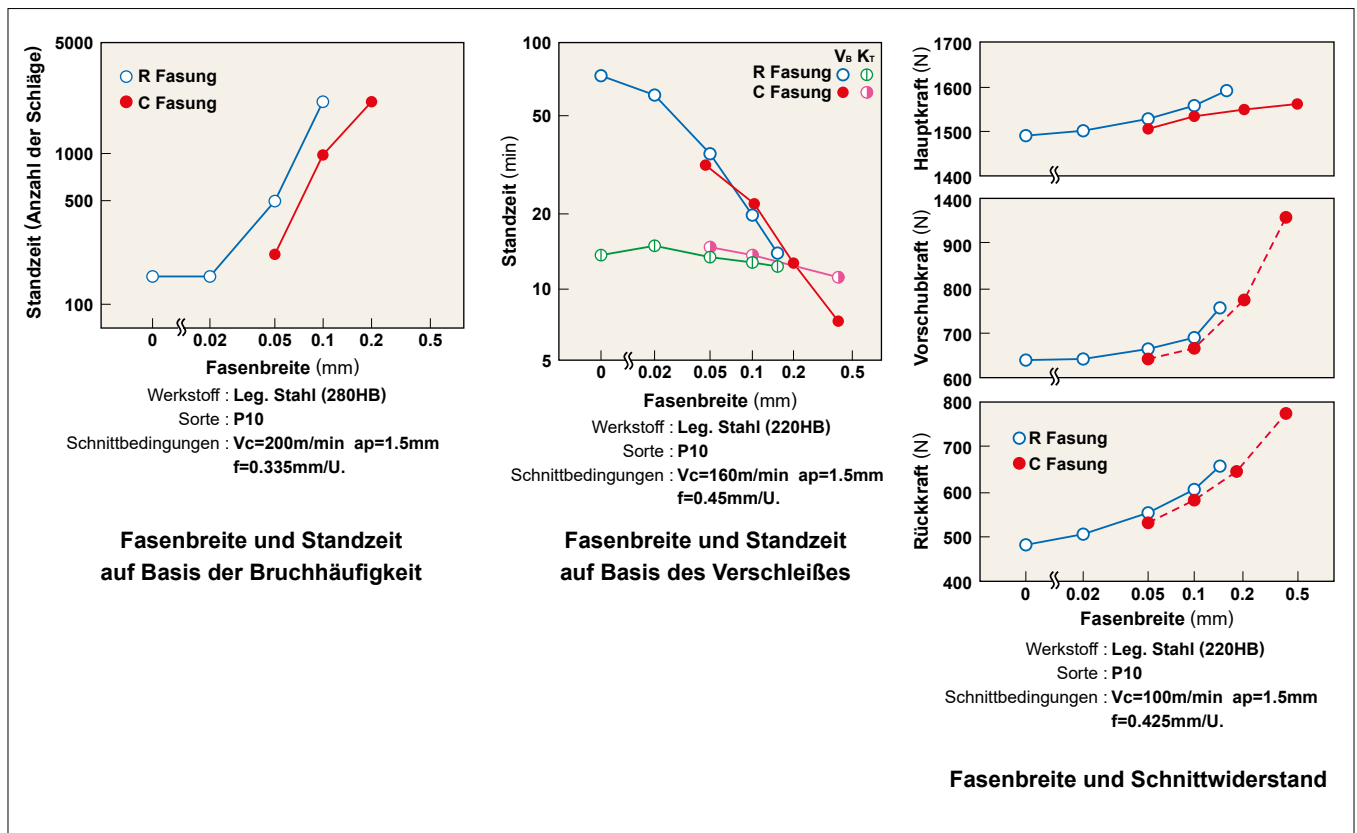 5000
1000
500
100
Standzeit (Anzahl der Schläge)
R Fasung
C Fasung
0 0.02 0.05 0.1 0.2 0.5
Fasenbreite (mm)
Werkstoff : Leg. Stahl (280HB)
Sorte : P10
Schnittbedingungen : Vc=200m/min ap=1.5mm
f=0.335mm/U.
Fasenbreite und Standzeit
auf Basis der Bruchhäufigkeit
100
50
20
10
5
Standzeit (min)
VB KT
R Fasung
C Fasung
0 0.02 0.05 0.1 0.2 0.5
Fasenbreite (mm)
Werkstoff : Leg. Stahl (220HB)
Sorte : P10
Schnittbedingungen : Vc=160m/min ap=1.5mm
f=0.45mm/U.
Fasenbreite und Standzeit
auf Basis des Verschleißes
1700
1600
1500
1400
Hauptkraft (N)
1400
900
800
700
600
Vorschubkraft (N)
800
700
600
500
400
Rückkraft (N)
R Fasung
C Fasung
0 0.02 0.05 0.1 0.2 0.5
Fasenbreite (mm)
Werkstoff : Leg. Stahl (220HB)
Sorte : P10
Schnittbedingungen : Vc=100m/min ap=1.5mm
f=0.425mm/U.
Fasenbreite und Schnittwiderstand